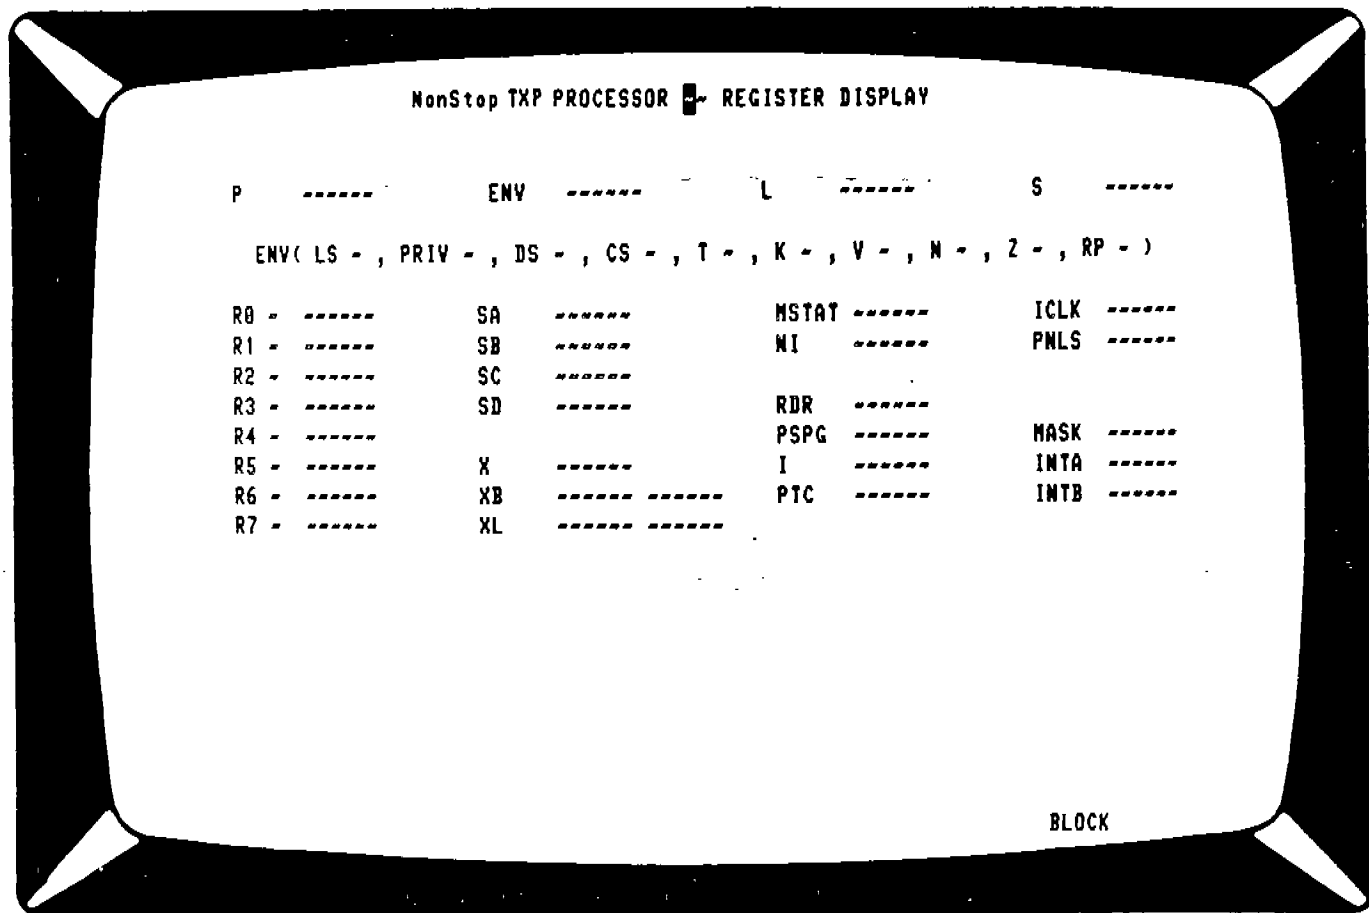 NonStop TXP PROCESSOR ~~ REGISTER DISPLAY
P ------ ENV ------ L ------ S ------
ENV( LS - , PRIV - , DS - , CS - , T - , K - , V - , N - , Z - , RP - )
R0 - ------ SA ------ MSTAT ------ ICLK ------
R1 - ------ SB ------ NI ------ PNLS ------
R2 - ------ SC ------
R3 - ------ SD ------ RDR ------
R4 - ------ PSPG ------ MASK ------
R5 - ------ X ------ I ------ INTA ------
R6 - ------ XB ------ ------ PTC ------ INTB ------
R7 - ------ XL ------ ------
BLOCK